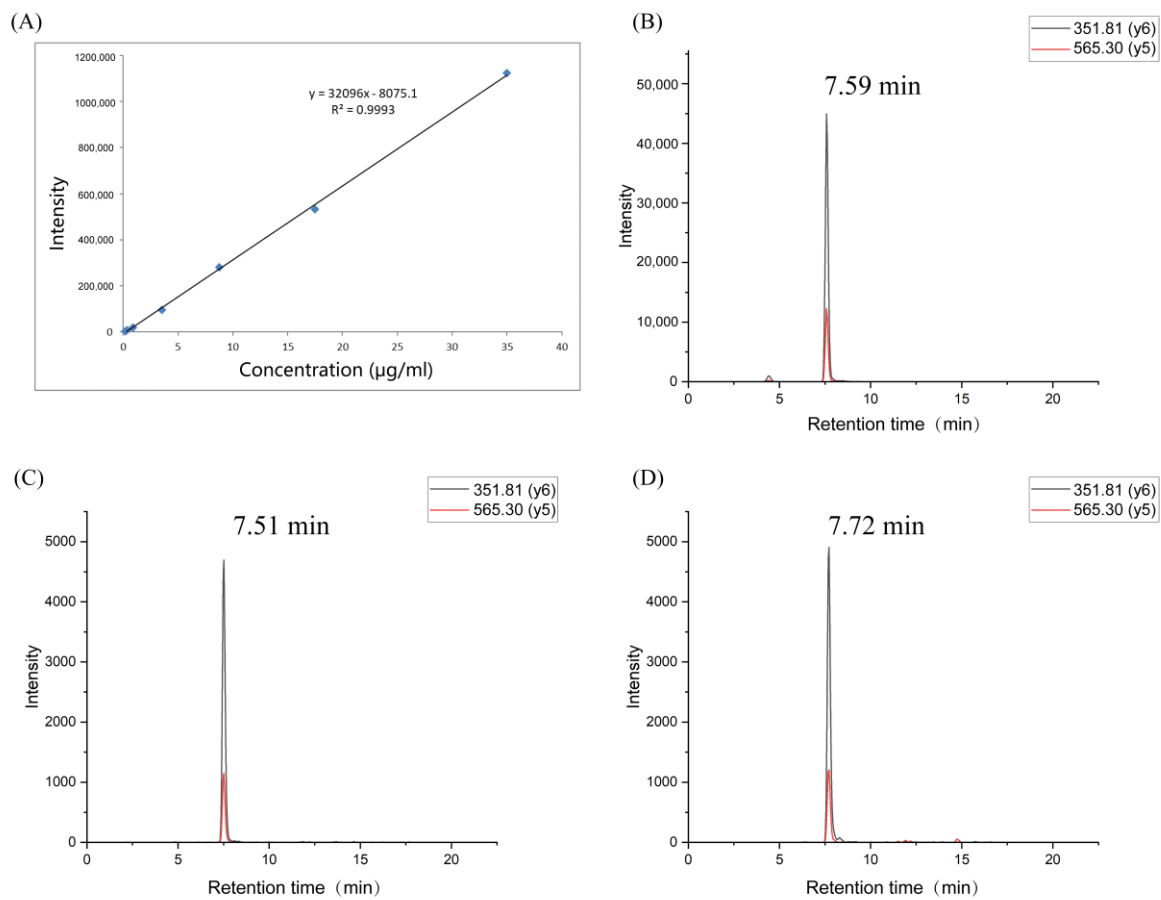 (A)
1200,000
1000,000
800,000
600,000
400,000
200,000
0
y = 32096x - 8075.1
R² = 0.9993
Intensity
0 5 10 15 20 25 30 35 40
Concentration (μg/ml)
(B)
351.81 (y6)
565.30 (y5)
7.59 min
50,000
45,000
30,000
20,000
10,000
0
Intensity
0 5 10 15 20
Retention time (min)
(C)
351.81 (y6)
565.30 (y5)
7.51 min
5000
4000
3000
2000
1000
0
Intensity
0 5 10 15 20
Retention time (min)
(D)
351.81 (y6)
565.30 (y5)
7.72 min
5000
4000
3000
2000
1000
0
Intensity
0 5 10 15 20
Retention time (min)